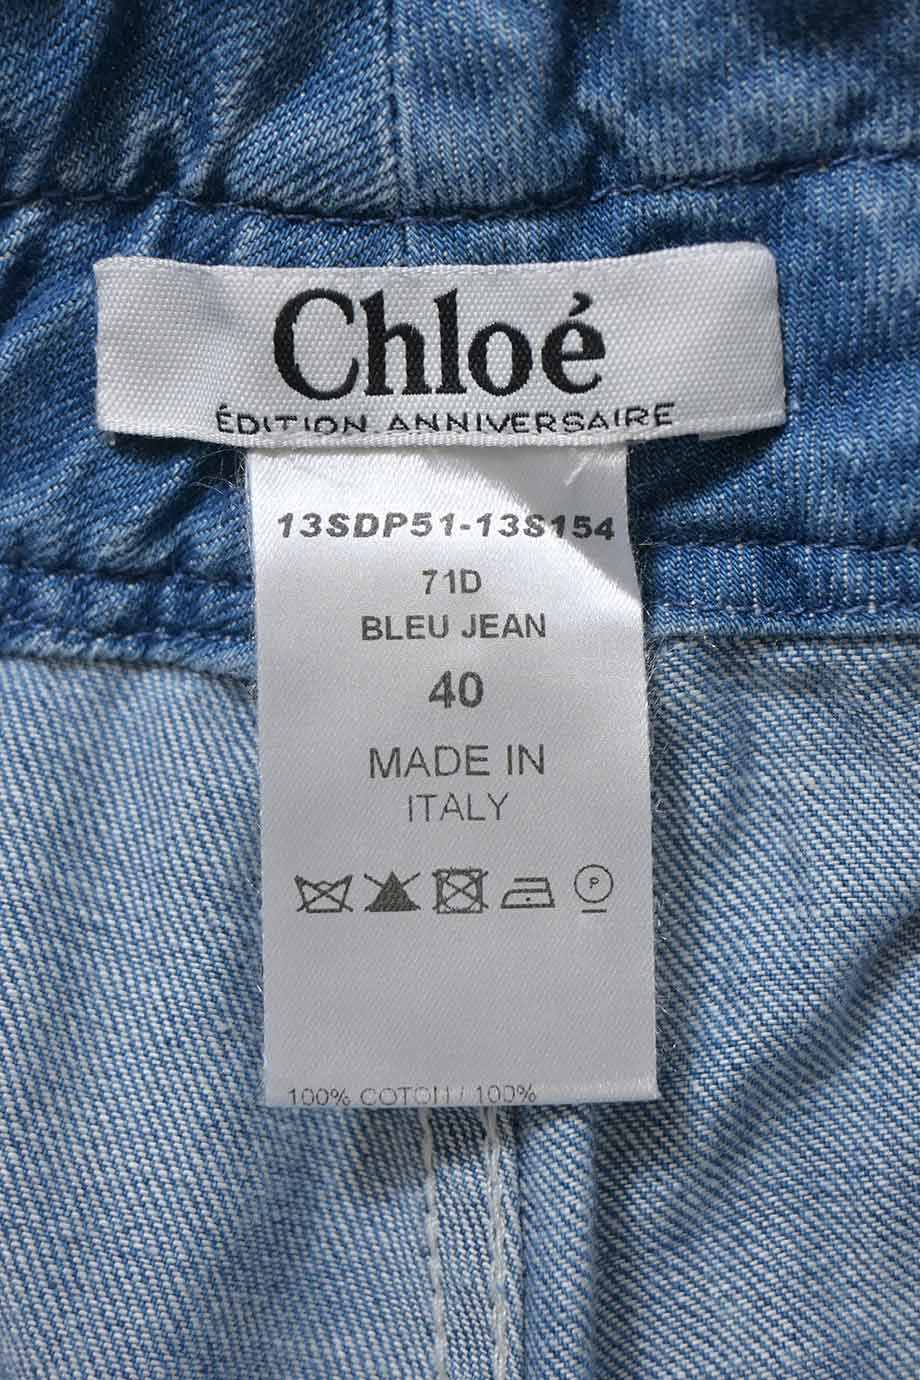 Chloé
ÉDITION ANNIVERSAIRE
13SDP51-13S154
71D
BLEU JEAN
40
MADE IN
ITALY
P
100% COTON / 100%